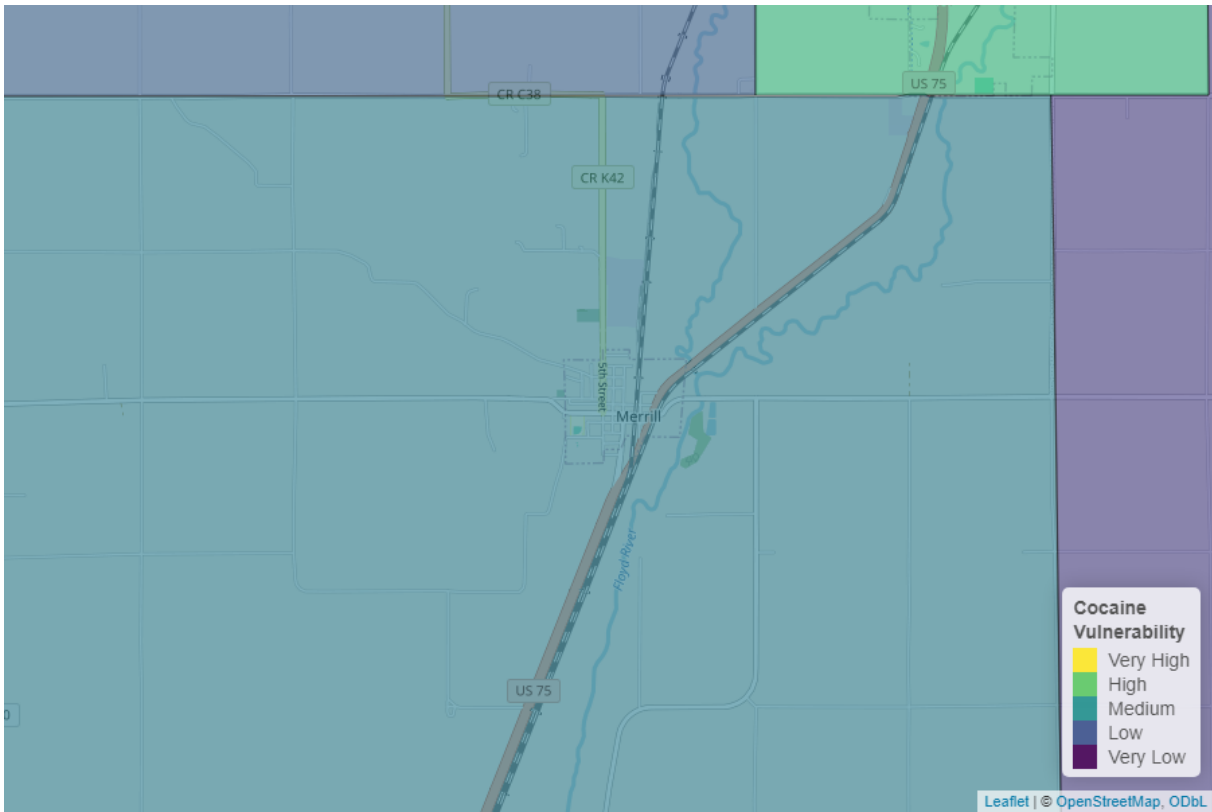 US 75
CR C38
CR K42
5th Street
Merrill
Floyd River
US 75
0
Cocaine
Vulnerability
Very High
High
Medium
Low
Very Low
Leaflet | © OpenStreetMap, ODbL